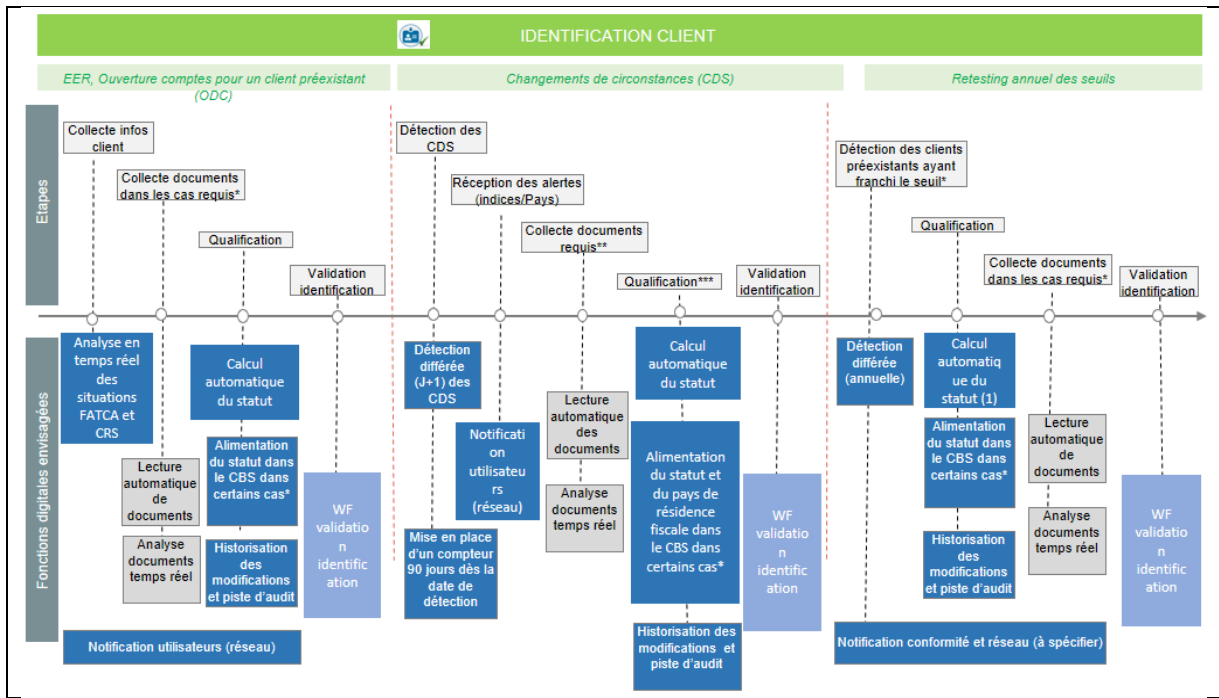 IDENTIFICATION CLIENT
EER, Ouverture comptes pour un client préexistant
(ODC)
Changements de circonstances (CDS)
Retesting annuel des seuils
Etapes
Collecte infos
client
Collecte documents
dans les cas requis*
Qualification
Validation
identification
Détection des
CDS
Réception des alertes
(indices/Pays)
Collecte documents
requis**
Qualification***
Validation
identification
Détection des clients
préexistants ayant
franchi le seuil*
Qualification
Collecte documents
dans les cas requis*
Validation
identification
Fonctions digitales envisagées
Analyse en
temps réel
des
situations
FATCA et
CRS
Lecture
automatique
de
documents
Analyse
documents
temps réel
Calcul
automatique
du statut
Alimentation
du statut dans
le CBS dans
certains cas*
Historisation
des
modifications
et piste d'audit
WF
validatio
n
identific
ation
Notification utilisateurs (réseau)
Détection
différée
(J+1) des
CDS
Mise en place
d'un compteur
90 jours dès la
date de
détection
Notificati
on
utilisateu
rs (réseau)
Lecture
automatique
des
documents
Analyse
documents
temps réel
Calcul
automatique
du statut
Alimentation
du statut et
du pays de
résidence
fiscale dans
le CBS dans
certains cas*
Historisation des
modifications et
piste d'audit
WF
validatio
n
identific
ation
Détection
différée
(annuelle)
Calcul
automatiq
ue du
statut (1)
Alimentation
du statut dans
le CBS dans
certains cas*
Historisation
des
modifications
et piste d'audit
Lecture
automatique
de
documents
Analyse
documents
temps réel
WF
validatio
n
identific
ation
Notification conformité et réseau (à spécifier)